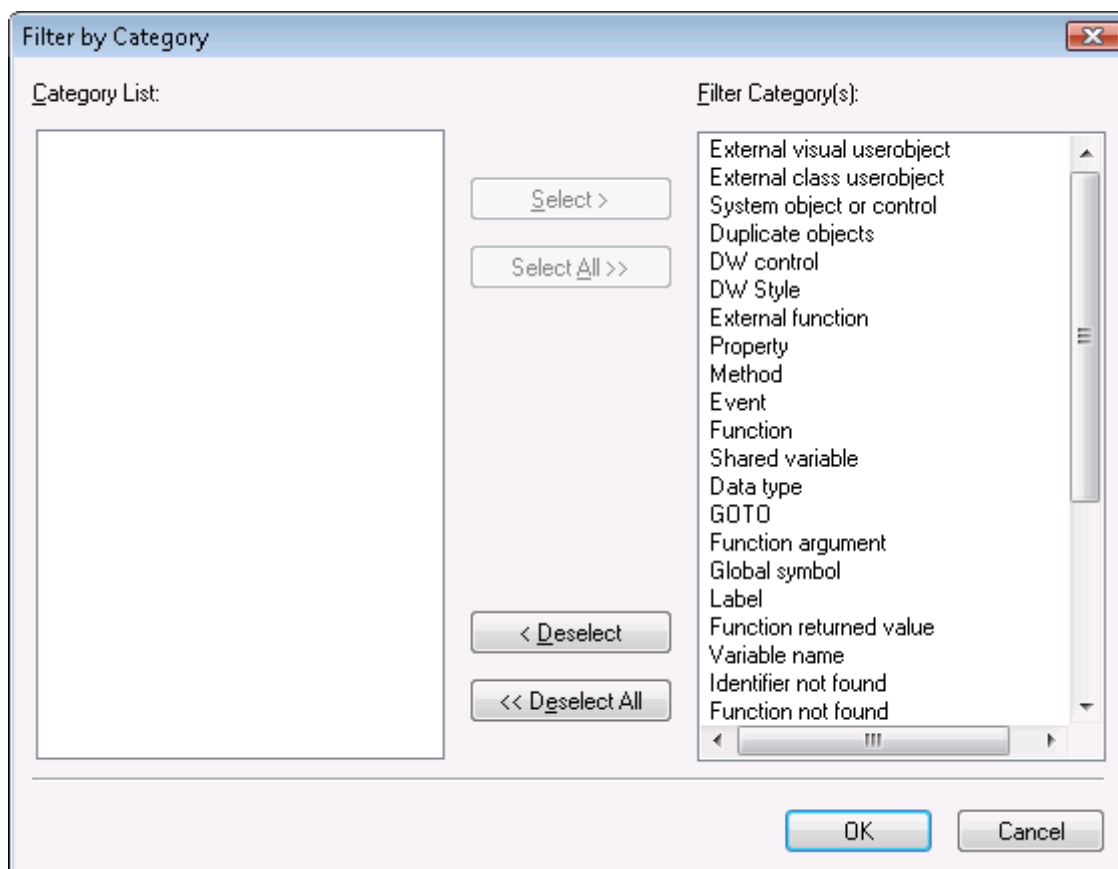 Filter by Category
Category List:
Filter Category(s):
Select >
Select All >>
< Deselect
<< Deselect All
External visual userobject
External class userobject
System object or control
Duplicate objects
DW control
DW Style
External function
Property
Method
Event
Function
Shared variable
Data type
GOTO
Function argument
Global symbol
Label
Function returned value
Variable name
Identifier not found
Function not found
OK
Cancel